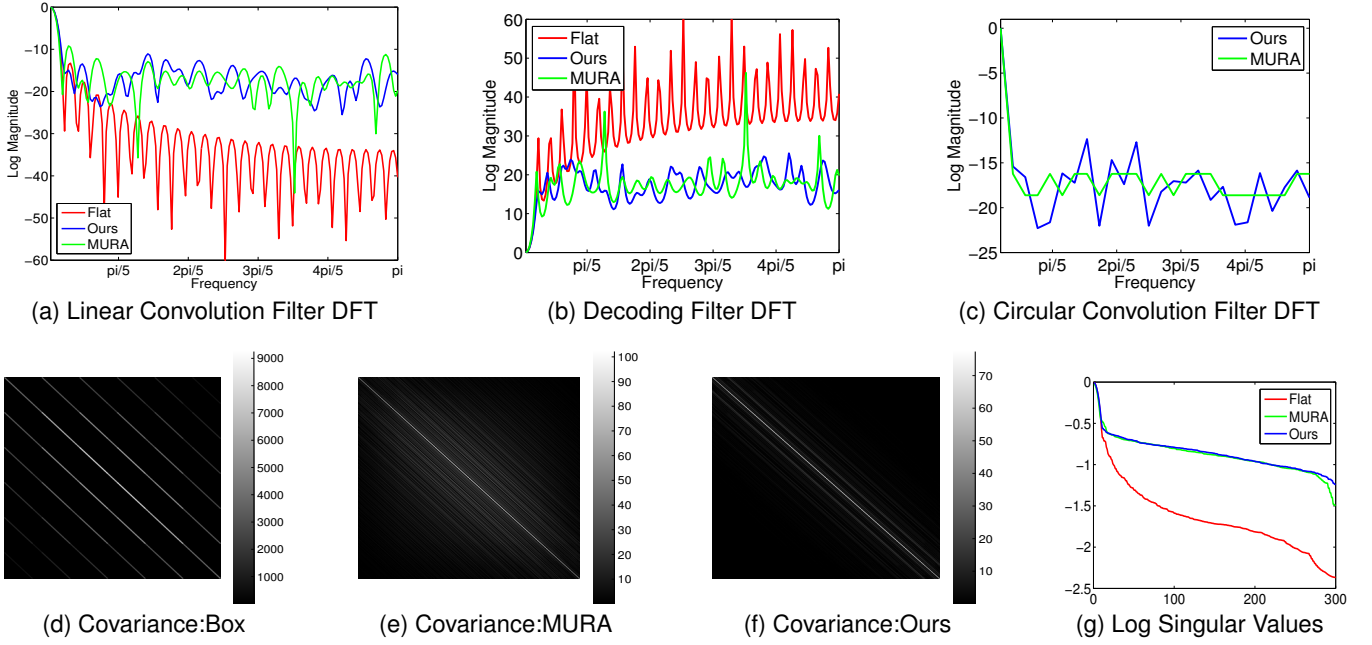 0
−10
−20
−30
−40
−50
−60
Log Magnitude
Flat
Ours
MURA
pi/5 2pi/5 3pi/5 4pi/5 pi
Frequency
(a) Linear Convolution Filter DFT
60
50
40
30
20
10
0
Log Magnitude
Flat
Ours
MURA
pi/5 2pi/5 3pi/5 4pi/5 pi
Frequency
(b) Decoding Filter DFT
0
−5
−10
−15
−20
−25
Log Magnitude
Ours
MURA
pi/5 2pi/5 3pi/5 4pi/5 pi
Frequency
(c) Circular Convolution Filter DFT
9000
8000
7000
6000
5000
4000
3000
2000
1000
(d) Covariance:Box
100
90
80
70
60
50
40
30
20
10
(e) Covariance:MURA
70
60
50
40
30
20
10
(f) Covariance:Ours
0
−0.5
−1
−1.5
−2
−2.5
Flat
MURA
Ours
0 100 200 300
(g) Log Singular Values